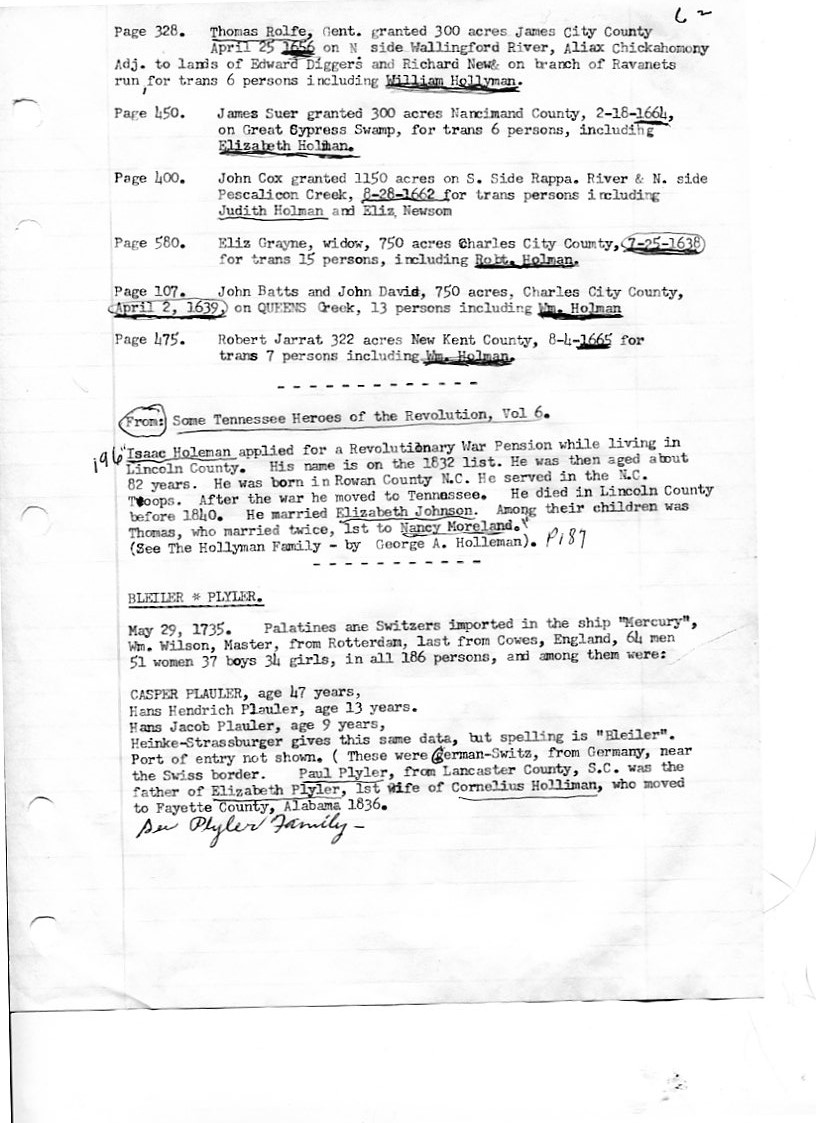 62
Page 328. Thomas Rolfe, Gent. granted 300 acres James City County
April 25 1656 on N side Wallingford River, Aliax Chickahomony
Adj. to lands of Edward Diggers and Richard New& on branch of Ravanets
run, for trans 6 persons including William Hollyman.
Page 450. James Suer granted 300 acres Nancimand County, 2-18-1664,
on Great Cypress Swamp, for trans 6 persons, including
Elizabeth Holman.
Page 400. John Cox granted 1150 acres on S. Side Rappa. River & N. side
Pescalicon Creek, 8-28-1662 for trans persons including
Judith Holman and Eliz, Newsom
Page 580. Eliz Grayne, widow, 750 acres Charles City County, 7-25-1638
for trans 15 persons, including Robt. Holman.
Page 107. John Batts and John David, 750 acres, Charles City County,
April 2, 1639, on QUEENS Creek, 13 persons including Wm. Holman
Page 475. Robert Jarrat 322 acres New Kent County, 8-4-1665 for
trans 7 persons including Wm. Holman.
- - - - - - - - - - - - -
From: Some Tennessee Heroes of the Revolution, Vol 6.
196 "Isaac Holeman applied for a Revolutionary War Pension while living in
Lincoln County. His name is on the 1832 list. He was then aged about
82 years. He was born in Rowan County N.C. He served in the N.C.
Troops. After the war he moved to Tennessee. He died in Lincoln County
before 1840. He married Elizabeth Johnson. Among their children was
Thomas, who married twice, 1st to Nancy Moreland."
(See The Hollyman Family - by George A. Holleman). P187
- - - - - - - - - - -
BLEILER * PLYLER.
May 29, 1735. Palatines ane Switzers imported in the ship "Mercury",
Wm. Wilson, Master, from Rotterdam, last from Cowes, England, 64 men
51 women 37 boys 34 girls, in all 186 persons, and among them were:
CASPER PLAULER, age 47 years,
Hans Hendrich Plauler, age 13 years.
Hans Jacob Plauler, age 9 years,
Heinke-Strassburger gives this same data, but spelling is "Bleiler".
Port of entry not shown. ( These were German-Switz, from Germany, near
the Swiss border. Paul Plyler, from Lancaster County, S.C. was the
father of Elizabeth Plyler, 1st Wife of Cornelius Holliman, who moved
to Fayette County, Alabama 1836.
See Plyler Family -